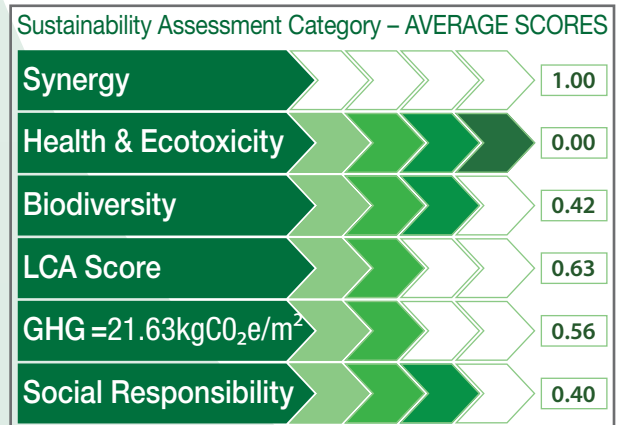 Sustainability Assessment Category – AVERAGE SCORES
Synergy 1.00
Health & Ecotoxicity 0.00
Biodiversity 0.42
LCA Score 0.63
GHG =21.63kgC0₂e/m² 0.56
Social Responsibility 0.40